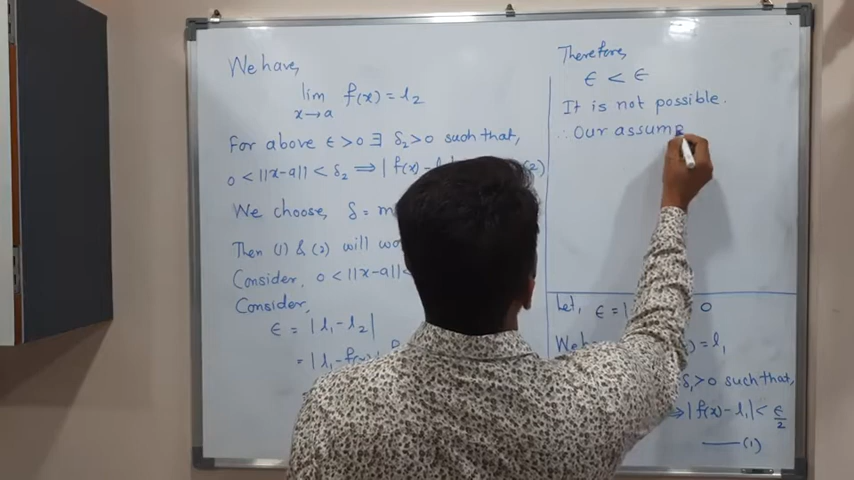 We have,
lim f(x) = l₂
x→a
For above ε > 0 ∃ δ₂ > 0 such that,
0 < ||x-a|| < δ₂ ⟹ | f(x) - l 2)
We choose, δ = m
Then (1) & (2) will wo
Consider, 0 < ||x-a|| <
Consider,
ε = | l₁ - l₂ |
= | l₁ - f(x)
Therefore,
ε < ε
It is not possible.
∴ Our assump
Let, ε = | 0
We h ) = l₁
δ₁ > 0 such that,
⟹ | f(x) - l₁ | < ε/2
—— (1)